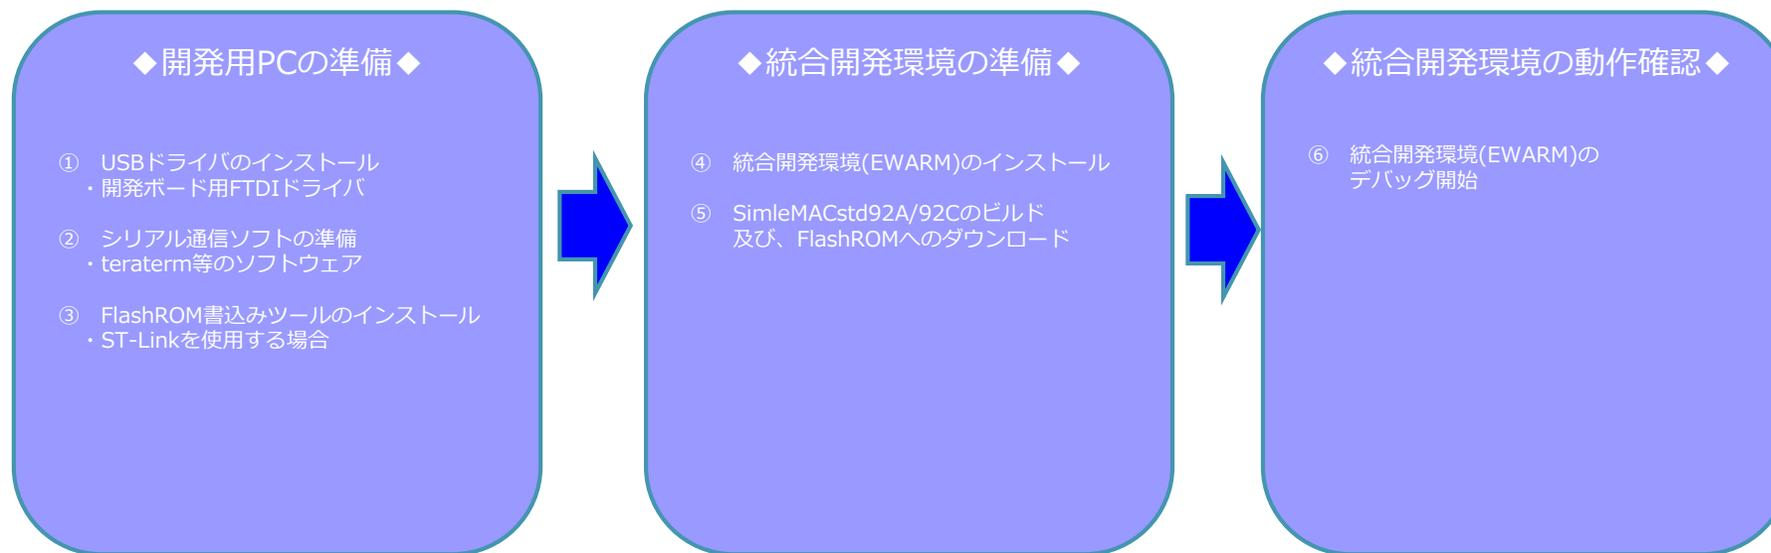 ◆開発用PCの準備◆
① USBドライバのインストール
・開発ボード用FTDIドライバ
② シリアル通信ソフトの準備
・teraterm等のソフトウェア
③ FlashROM書込みツールのインストール
・ST-Linkを使用する場合
◆統合開発環境の準備◆
④ 統合開発環境(EWARM)のインストール
⑤ SimleMACstd92A/92Cのビルド
及び、FlashROMへのダウンロード
◆統合開発環境の動作確認◆
⑥ 統合開発環境(EWARM)の
デバッグ開始